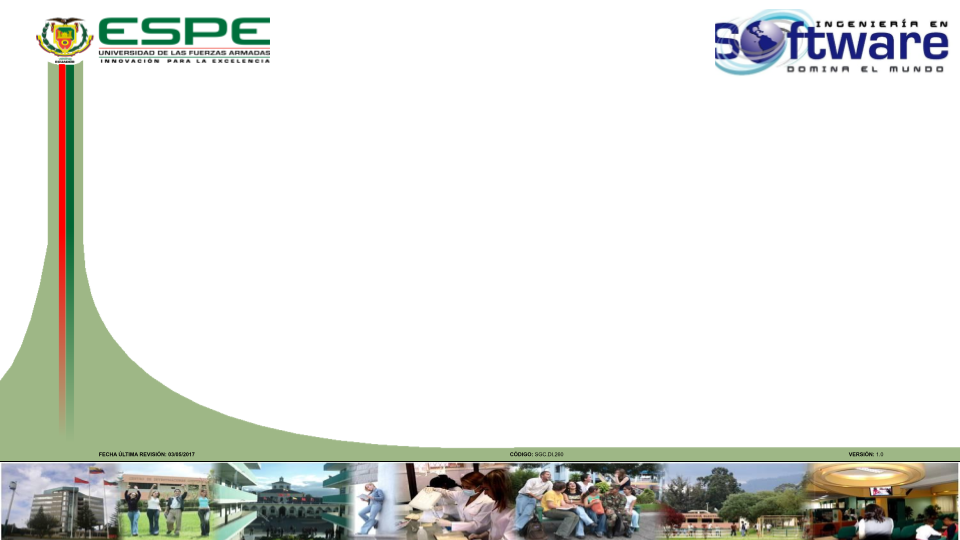 ESPE
UNIVERSIDAD DE LAS FUERZAS ARMADAS
INNOVACIÓN PARA LA EXCELENCIA
ECUADOR
INGENIERÍA EN
SOftware
DOMINA EL MUNDO
FECHA ÚLTIMA REVISIÓN: 03/05/2017
CÓDIGO: SGC.DI.260
VERSIÓN: 1.0